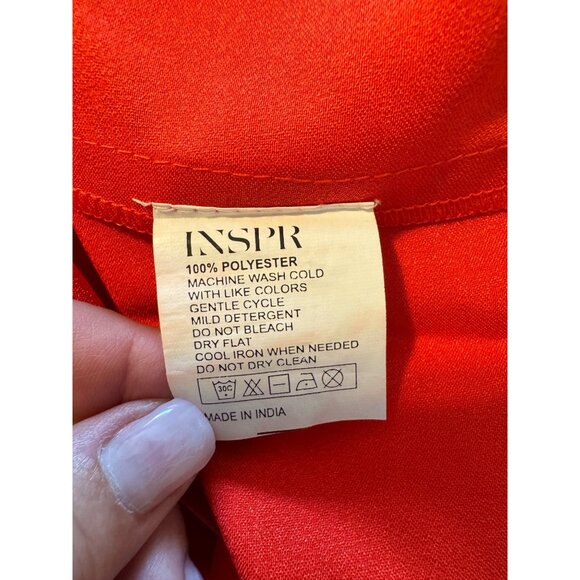 INSPR
100% POLYESTER
MACHINE WASH COLD
WITH LIKE COLORS
GENTLE CYCLE
MILD DETERGENT
DO NOT BLEACH
DRY FLAT
COOL IRON WHEN NEEDED
DO NOT DRY CLEAN
30C
MADE IN INDIA